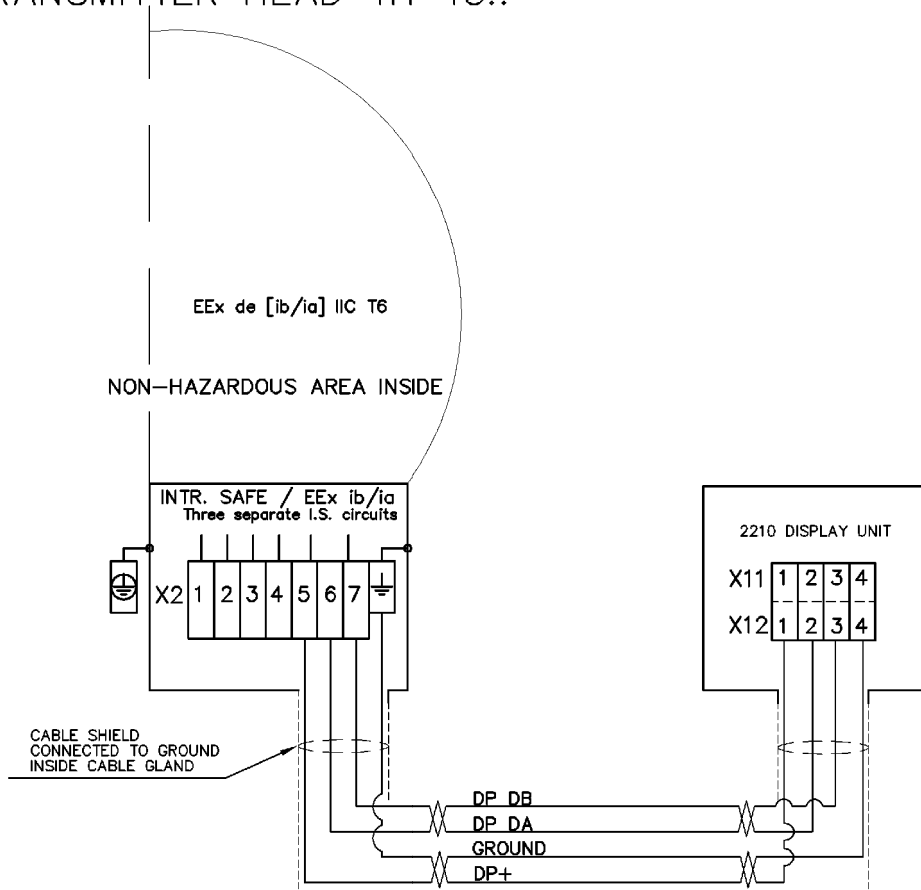 EEx de [ib/ia] IIC T6
NON-HAZARDOUS AREA INSIDE
INTR. SAFE / EEx ib/ia
Three separate I.S. circuits
X2 1 2 3 4 5 6 7
2210 DISPLAY UNIT
X11 1 2 3 4
X12 1 2 3 4
CABLE SHIELD
CONNECTED TO GROUND
INSIDE CABLE GLAND
DP DB
DP DA
GROUND
DP+